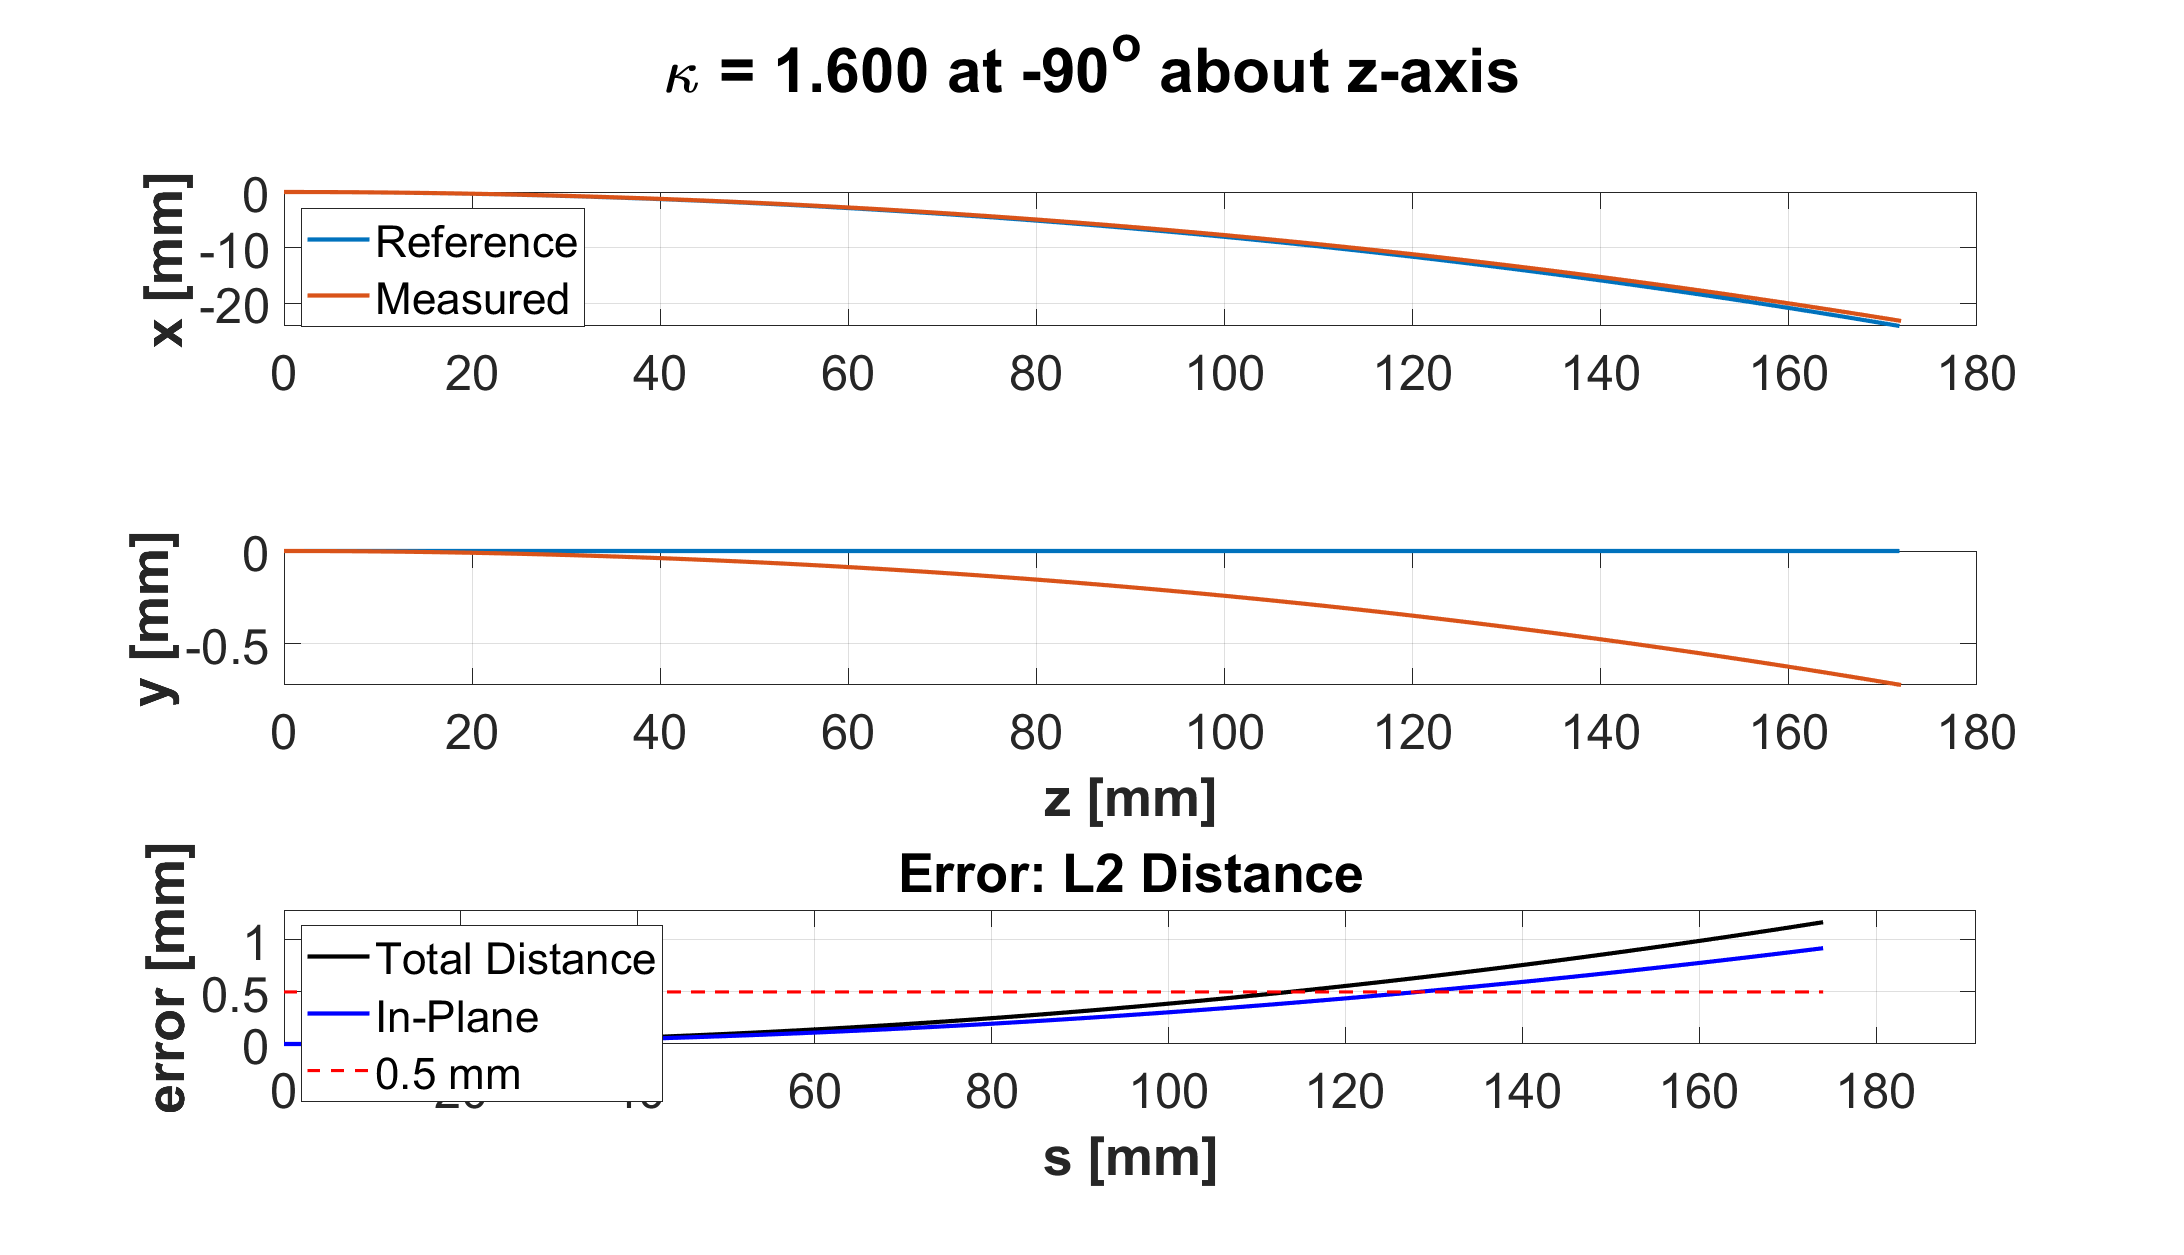 κ = 1.600 at -90° about z-axis
x [mm]
0
-10
-20
Reference
Measured
0 20 40 60 80 100 120 140 160 180
y [mm]
0
-0.5
0 20 40 60 80 100 120 140 160 180
z [mm]
Error: L2 Distance
error [mm]
1
0.5
0
Total Distance
In-Plane
0.5 mm
0 60 80 100 120 140 160 180
s [mm]